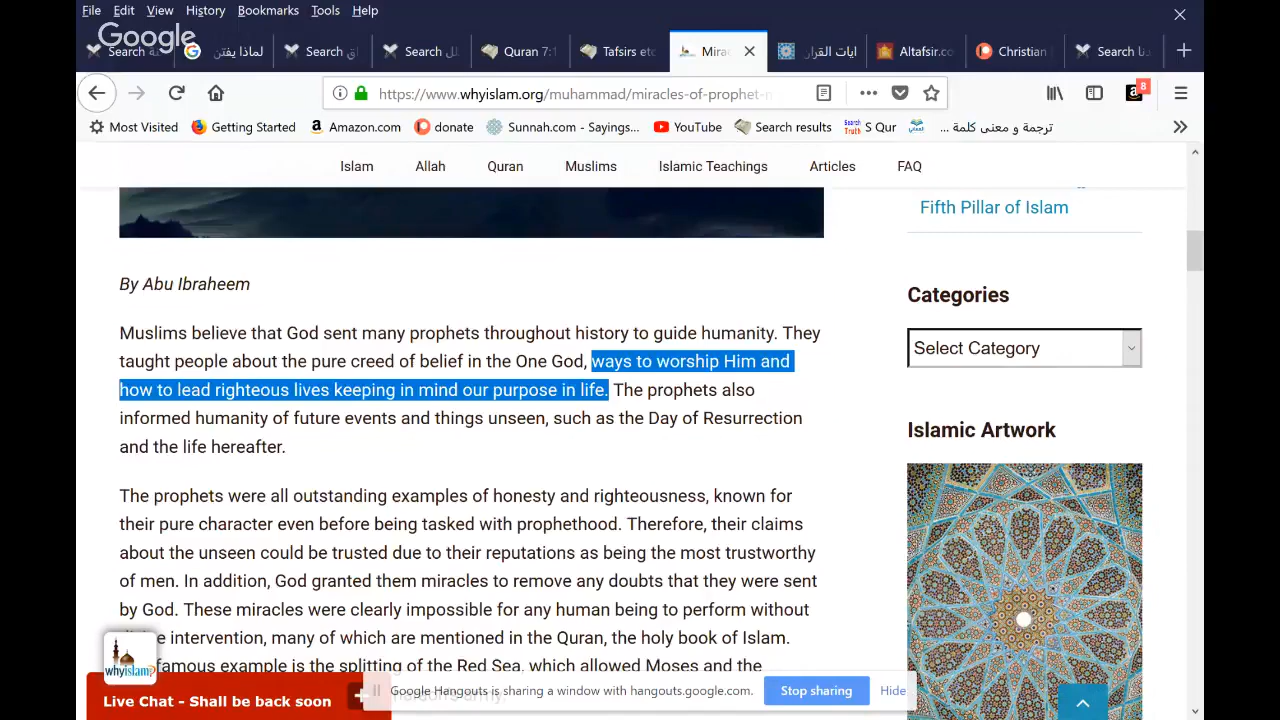 File Edit View History Bookmarks Tools Help
Google
Search لماذا يفتن Search اق Search لل Quran 7:1 Tafsirs etc Mirac ايات القرار Altafsir.co Christian Search دنا
https://www.whyislam.org/muhammad/miracles-of-prophet-m
8
Most Visited Getting Started Amazon.com donate Sunnah.com - Sayings... YouTube Search results Search Truth S Qur ترجمة و معنى كلمة ...
Islam Allah Quran Muslims Islamic Teachings Articles FAQ
Fifth Pillar of Islam
By Abu Ibraheem
Muslims believe that God sent many prophets throughout history to guide humanity. They
taught people about the pure creed of belief in the One God, ways to worship Him and
how to lead righteous lives keeping in mind our purpose in life. The prophets also
informed humanity of future events and things unseen, such as the Day of Resurrection
and the life hereafter.
The prophets were all outstanding examples of honesty and righteousness, known for
their pure character even before being tasked with prophethood. Therefore, their claims
about the unseen could be trusted due to their reputations as being the most trustworthy
of men. In addition, God granted them miracles to remove any doubts that they were sent
by God. These miracles were clearly impossible for any human being to perform without
intervention, many of which are mentioned in the Quran, the holy book of Islam.
famous example is the splitting of the Red Sea, which allowed Moses and the
Categories
Select Category
Islamic Artwork
whyislam?
Live Chat - Shall be back soon
Google Hangouts is sharing a window with hangouts.google.com. Stop sharing Hide